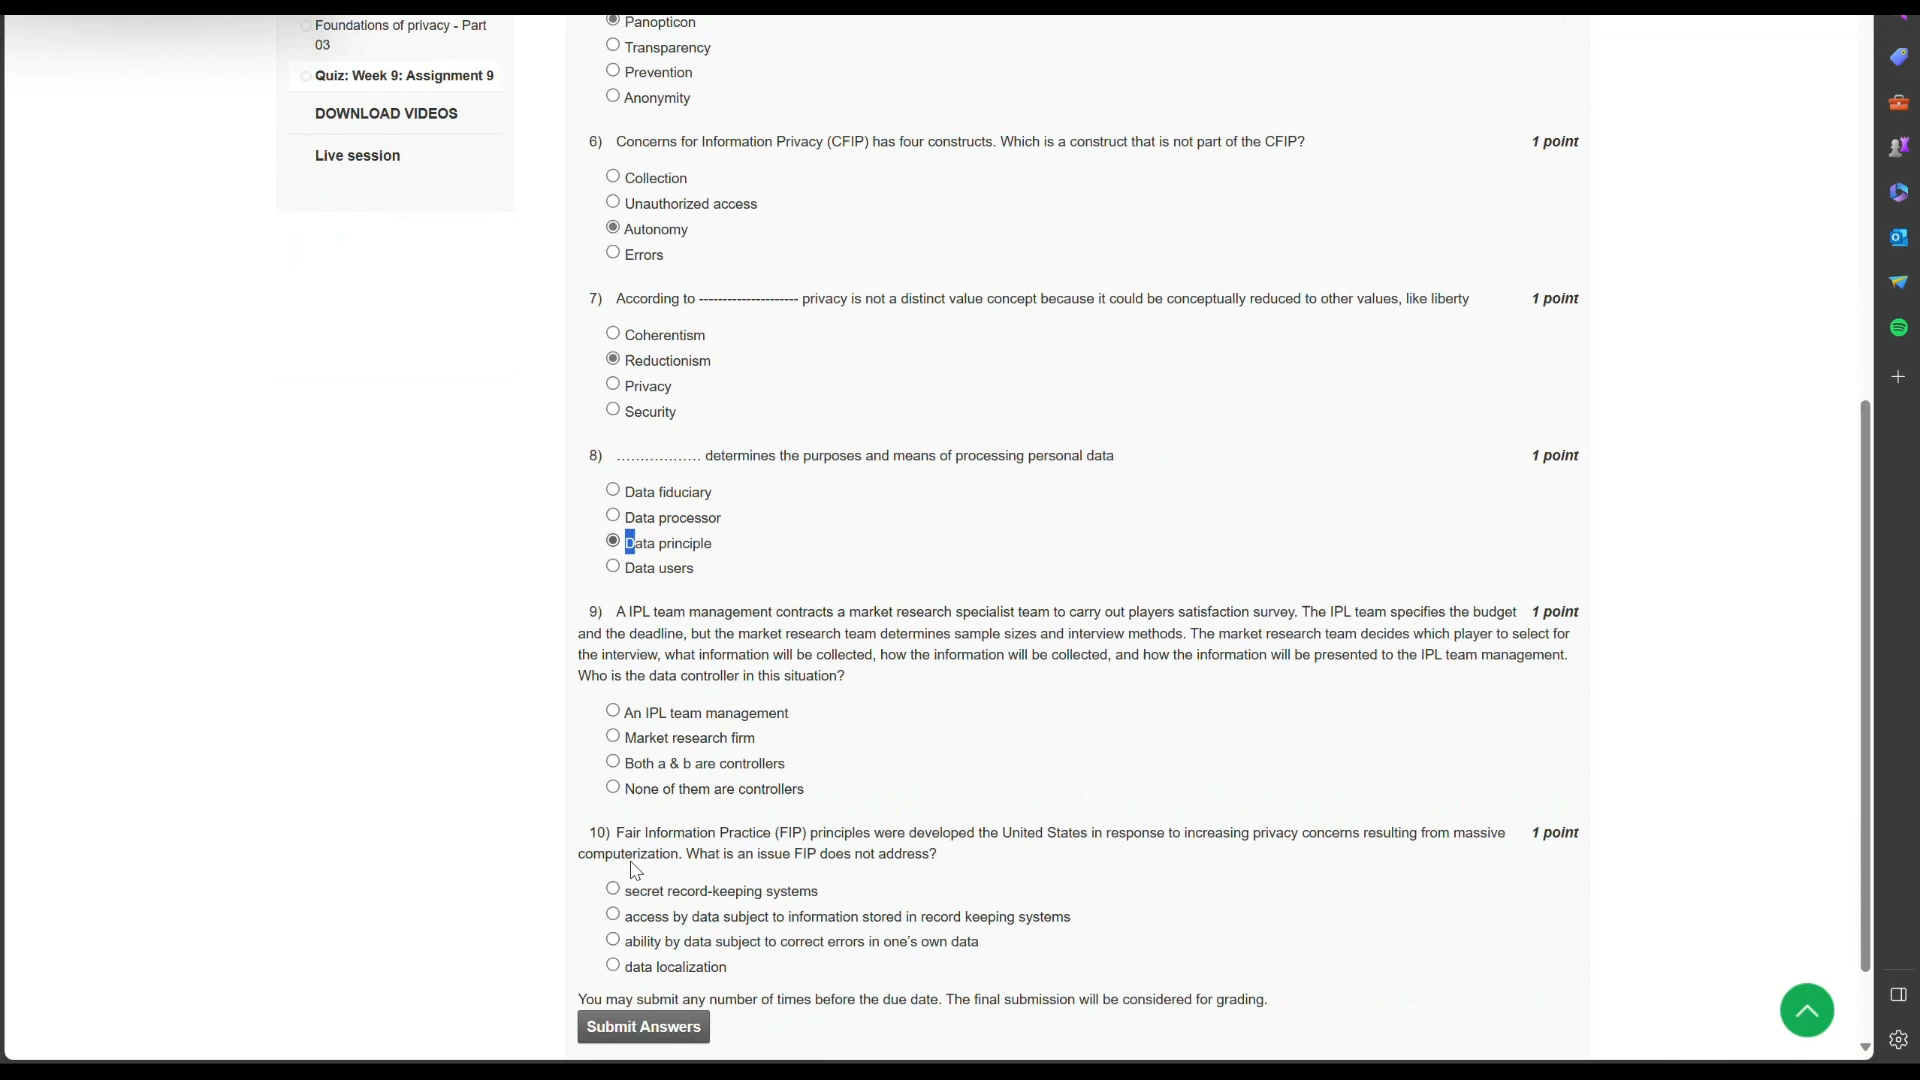 Foundations of privacy - Part
03
Quiz: Week 9: Assignment 9
DOWNLOAD VIDEOS
Live session
Panopticon
Transparency
Prevention
Anonymity
6) Concerns for Information Privacy (CFIP) has four constructs. Which is a construct that is not part of the CFIP? 1 point
Collection
Unauthorized access
Autonomy
Errors
7) According to --------------------- privacy is not a distinct value concept because it could be conceptually reduced to other values, like liberty 1 point
Coherentism
Reductionism
Privacy
Security
8) ……………… determines the purposes and means of processing personal data 1 point
Data fiduciary
Data processor
Data principle
Data users
9) A IPL team management contracts a market research specialist team to carry out players satisfaction survey. The IPL team specifies the budget 1 point
and the deadline, but the market research team determines sample sizes and interview methods. The market research team decides which player to select for
the interview, what information will be collected, how the information will be collected, and how the information will be presented to the IPL team management.
Who is the data controller in this situation?
An IPL team management
Market research firm
Both a & b are controllers
None of them are controllers
10) Fair Information Practice (FIP) principles were developed the United States in response to increasing privacy concerns resulting from massive 1 point
computerization. What is an issue FIP does not address?
secret record-keeping systems
access by data subject to information stored in record keeping systems
ability by data subject to correct errors in one's own data
data localization
You may submit any number of times before the due date. The final submission will be considered for grading.
Submit Answers